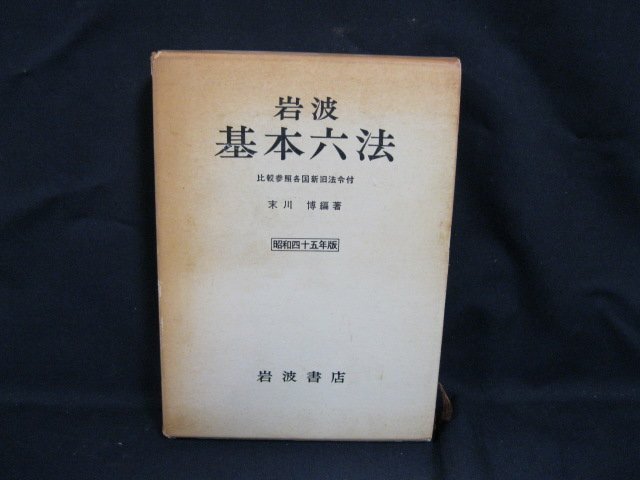 岩波
基本六法
比較参照各国新旧法令付
末川 博編著
昭和四十五年版
岩波書店